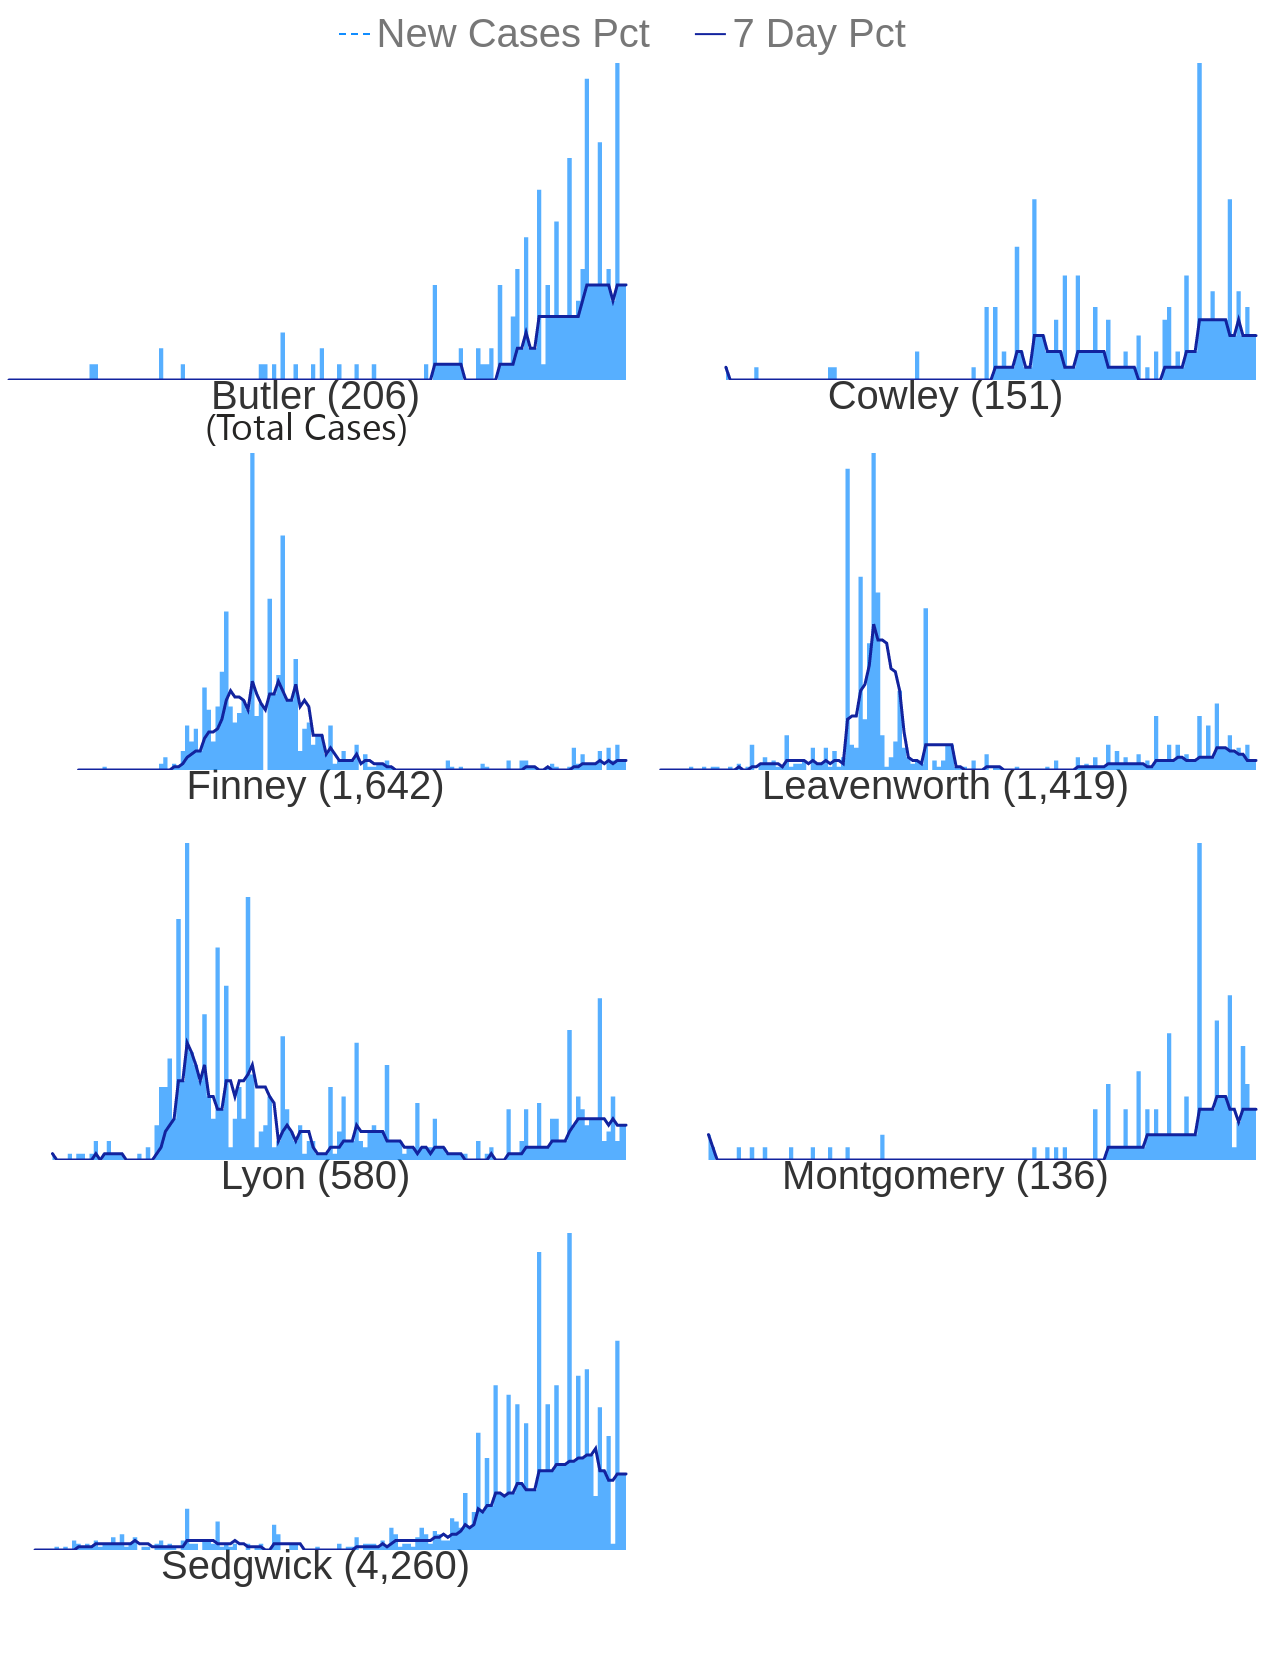 New Cases Pct 7 Day Pct
Butler (206) Cowley (151)
(Total Cases)
Finney (1,642) Leavenworth (1,419)
Lyon (580) Montgomery (136)
Sedgwick (4,260)